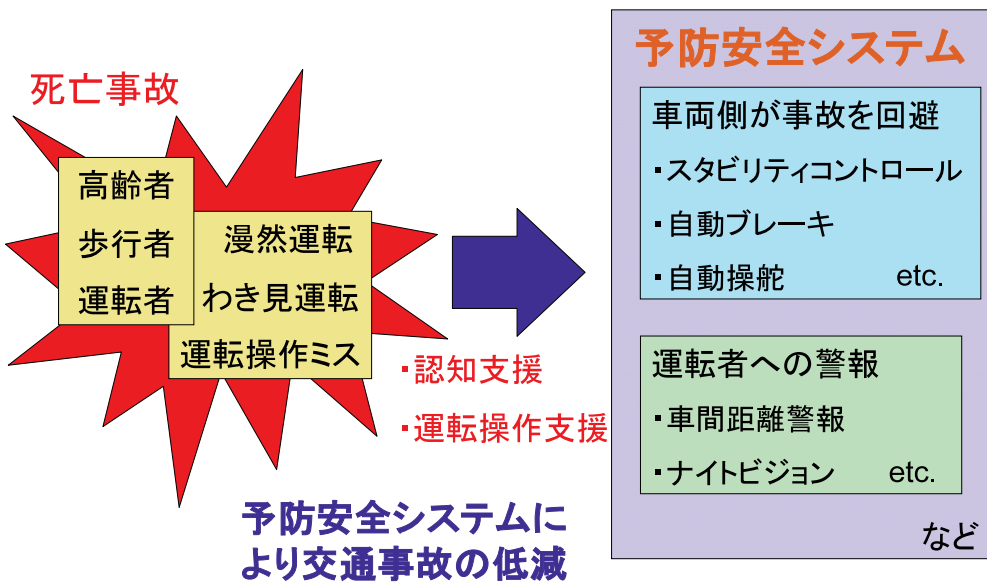 死亡事故
高齢者
歩行者
運転者
漫然運転
わき見運転
運転操作ミス
・認知支援
・運転操作支援
予防安全システムに
より交通事故の低減
予防安全システム
車両側が事故を回避
・スタビリティコントロール
・自動ブレーキ
・自動操舵 etc.
運転者への警報
・車間距離警報
・ナイトビジョン etc.
など